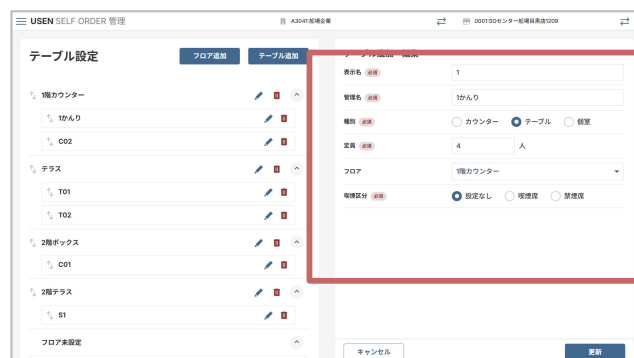 USEN SELF ORDER 管理
A3041:舩場企業
0001:SOセンター舩場目黒店1209
テーブル設定
フロア追加
テーブル追加
1階カウンター
1かんり
C02
テラス
T01
T02
2階ボックス
C01
2階テラス
S1
フロア未設定
表示名 必須
1
管理名 必須
1かんり
種別 必須
カウンター
テーブル
個室
定員 必須
4
人
フロア
1階カウンター
喫煙区分 必須
設定なし
喫煙席
禁煙席
キャンセル
更新